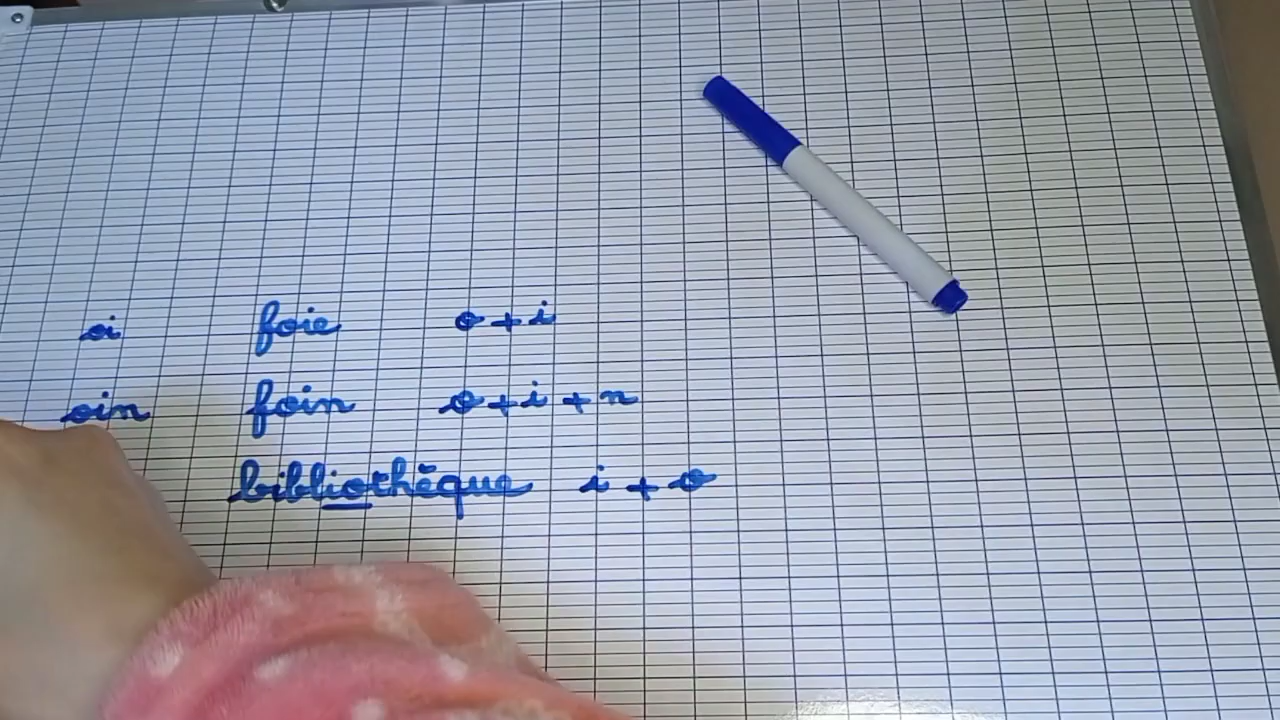 oi foie o + i
oin foin o + i + n
bibliothèque i + o